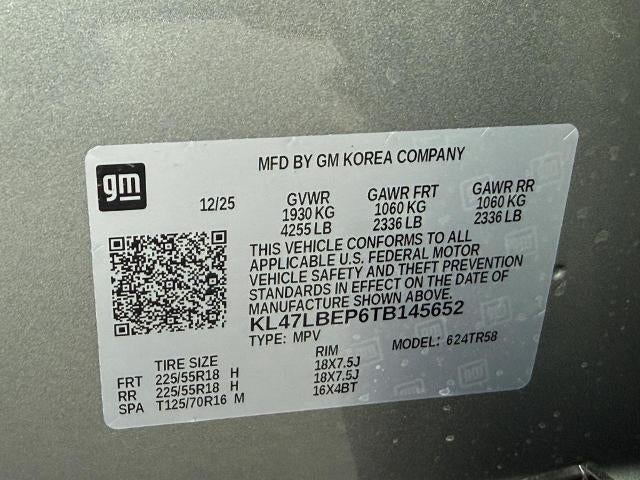 gm
MFD BY GM KOREA COMPANY
12/25 GVWR GAWR FRT GAWR RR
1930 KG 1060 KG 1060 KG
4255 LB 2336 LB 2336 LB
THIS VEHICLE CONFORMS TO ALL
APPLICABLE U.S. FEDERAL MOTOR
VEHICLE SAFETY AND THEFT PREVENTION
STANDARDS IN EFFECT ON THE DATE OF
MANUFACTURE SHOWN ABOVE.
KL47LBEP6TB145652
TYPE: MPV MODEL: 624TR58
TIRE SIZE RIM
FRT 225/55R18 H 18X7.5J
RR 225/55R18 H 18X7.5J
SPA T125/70R16 M 16X4BT